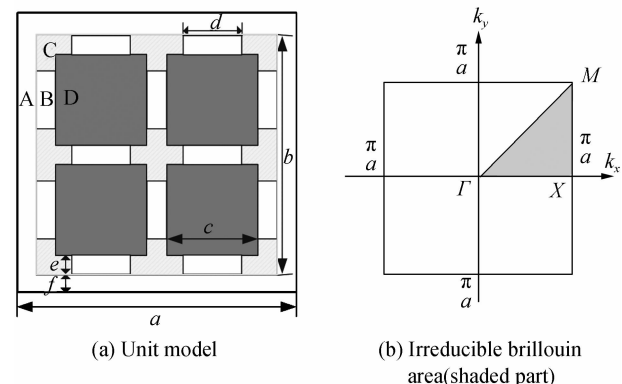 d
C
A B D
b
c
e
f
a
(a) Unit model
k_y
π
a
M
π
a
π
a
Γ
X
k_x
π
a
(b) Irreducible brillouin
area(shaded part)